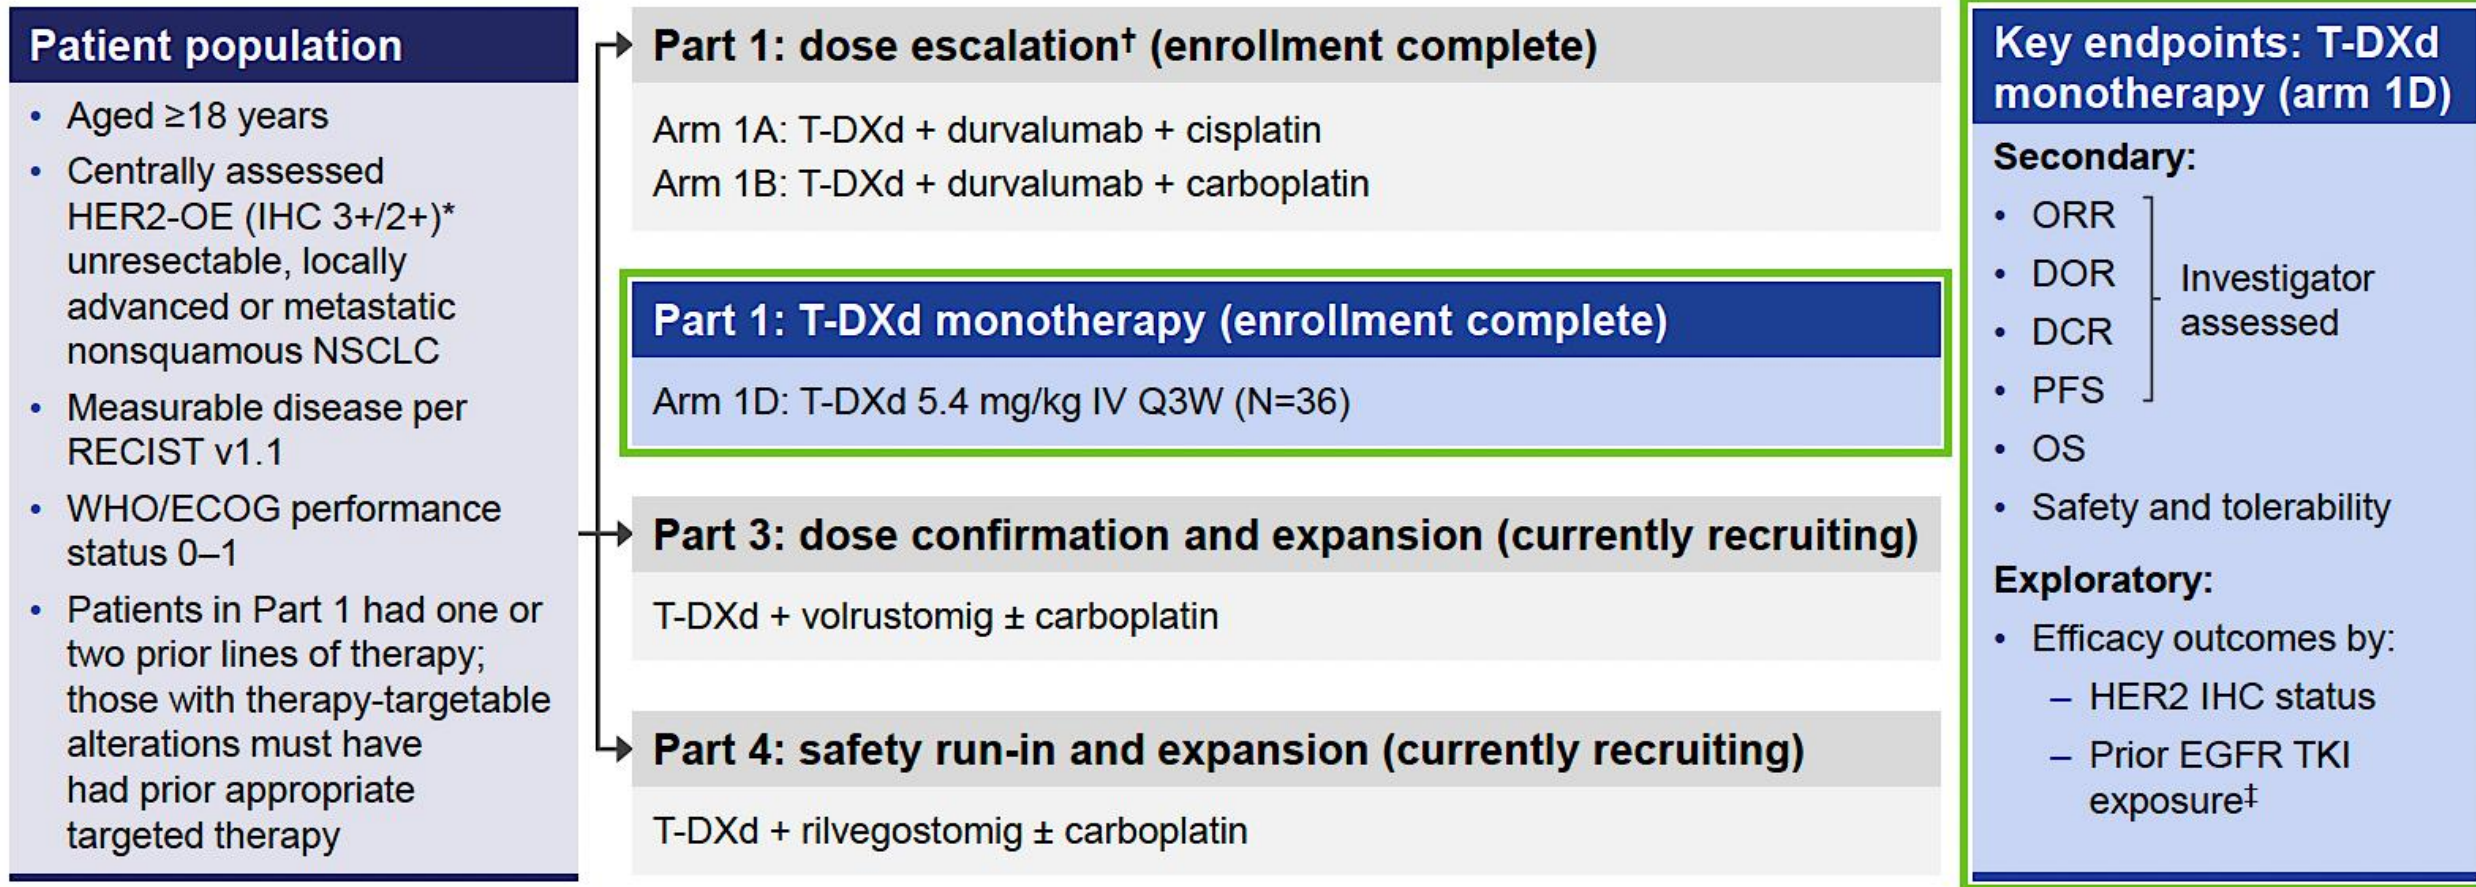 Patient population
• Aged ≥18 years
• Centrally assessed
HER2-OE (IHC 3+/2+)*
unresectable, locally
advanced or metastatic
nonsquamous NSCLC
• Measurable disease per
RECIST v1.1
• WHO/ECOG performance
status 0–1
• Patients in Part 1 had one or
two prior lines of therapy;
those with therapy-targetable
alterations must have
had prior appropriate
targeted therapy
Part 1: dose escalation† (enrollment complete)
Arm 1A: T-DXd + durvalumab + cisplatin
Arm 1B: T-DXd + durvalumab + carboplatin
Part 1: T-DXd monotherapy (enrollment complete)
Arm 1D: T-DXd 5.4 mg/kg IV Q3W (N=36)
Part 3: dose confirmation and expansion (currently recruiting)
T-DXd + volrustomig ± carboplatin
Part 4: safety run-in and expansion (currently recruiting)
T-DXd + rilvegostomig ± carboplatin
Key endpoints: T-DXd
monotherapy (arm 1D)
Secondary:
• ORR
• DOR
• DCR
• PFS
Investigator
assessed
• OS
• Safety and tolerability
Exploratory:
• Efficacy outcomes by:
– HER2 IHC status
– Prior EGFR TKI
exposure‡